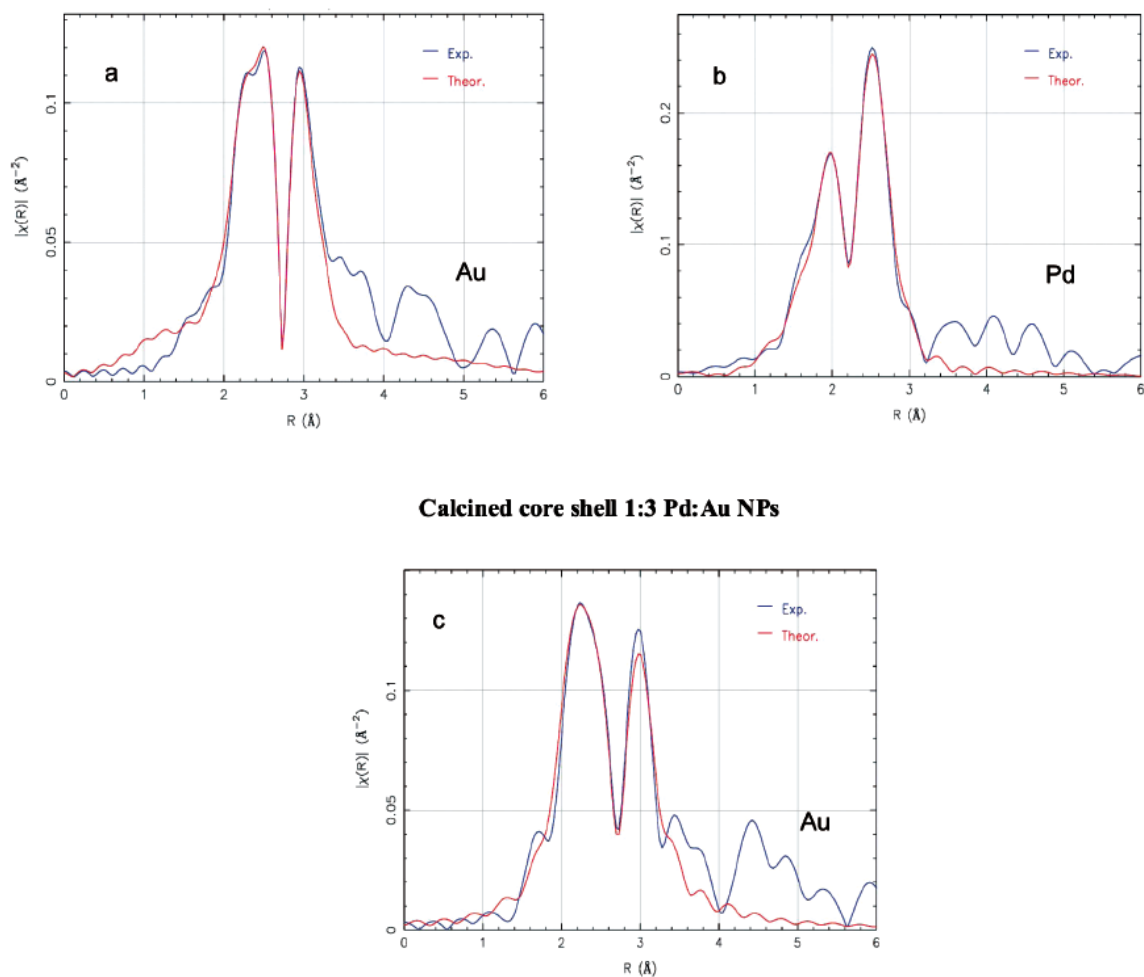 a
Exp.
Theor.
Au
0.1
0.05
0
|χ(R)| (Å⁻²)
0 1 2 3 4 5 6
R (Å)
b
Exp.
Theor.
Pd
0.2
0.1
0
|χ(R)| (Å⁻²)
0 1 2 3 4 5 6
R (Å)
Calcined core shell 1:3 Pd:Au NPs
c
Exp.
Theor.
Au
0.1
0.05
0
|χ(R)| (Å⁻²)
0 1 2 3 4 5 6
R (Å)